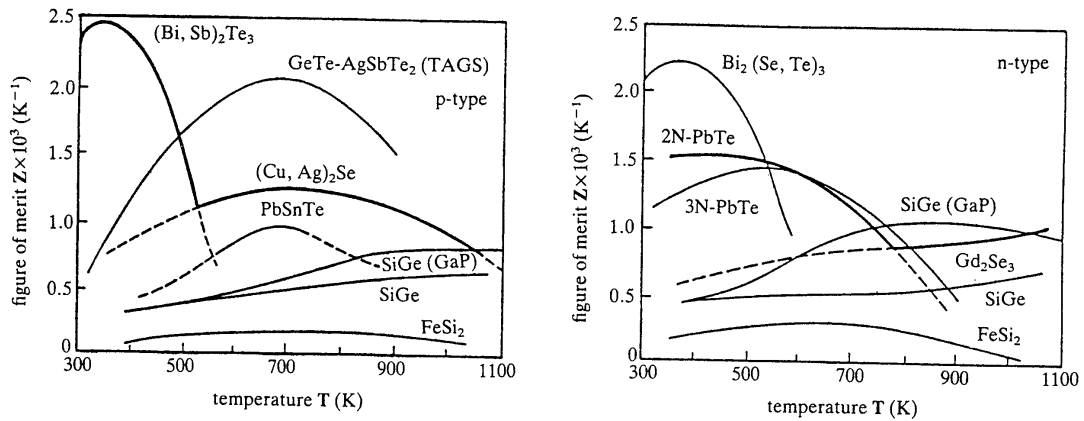 2.5
2.0
1.5
1.0
0.5
0
figure of merit Z×10³ (K⁻¹)
(Bi, Sb)₂Te₃
GeTe-AgSbTe₂ (TAGS)
p-type
(Cu, Ag)₂Se
PbSnTe
SiGe (GaP)
SiGe
FeSi₂
300 500 700 900 1100
temperature T (K)
2.5
2.0
1.5
1.0
0.5
0
figure of merit Z×10³ (K⁻¹)
Bi₂ (Se, Te)₃
n-type
2N-PbTe
3N-PbTe
SiGe (GaP)
Gd₂Se₃
SiGe
FeSi₂
300 500 700 900 1100
temperature T (K)